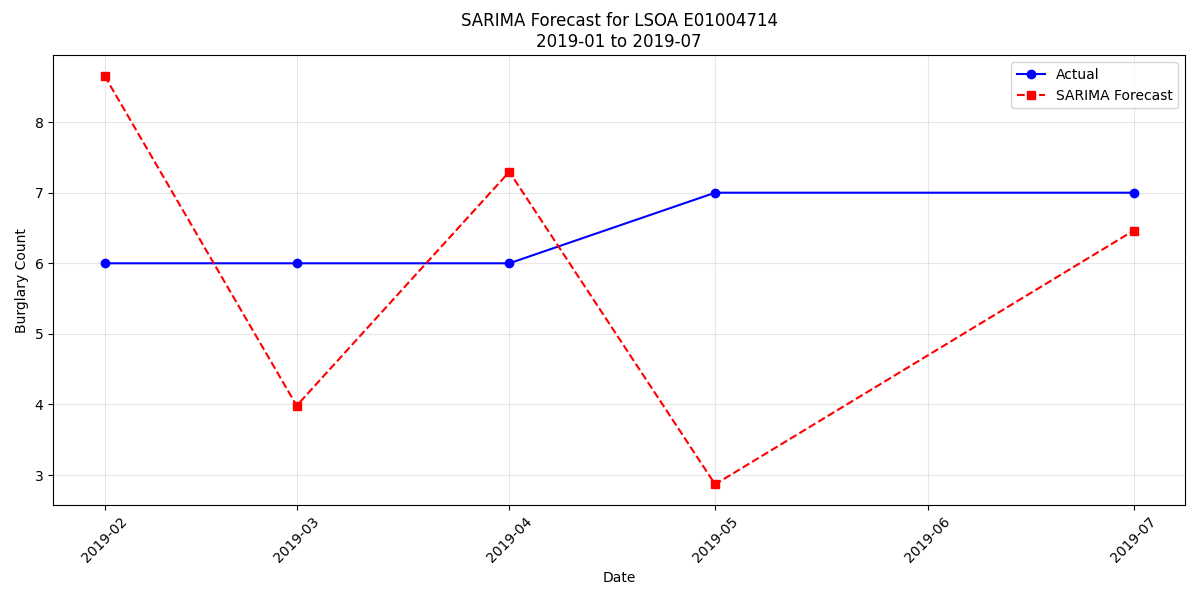 SARIMA Forecast for LSOA E01004714
2019-01 to 2019-07
Actual
SARIMA Forecast
Burglary Count
8
7
6
5
4
3
2019-02
2019-03
2019-04
2019-05
2019-06
2019-07
Date